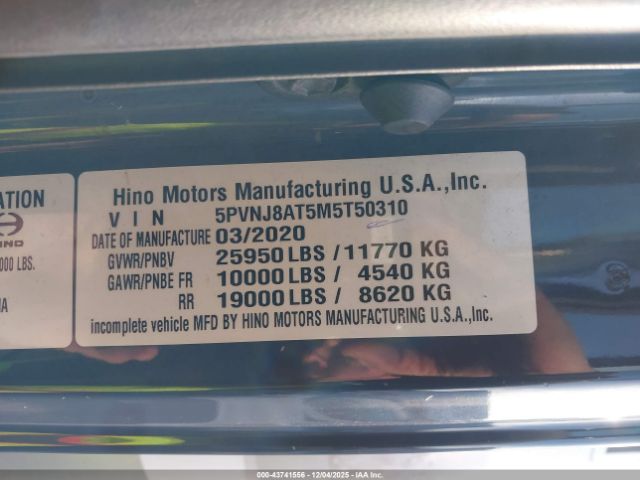 ATION
HINO
000 LBS.
IA
Hino Motors Manufacturing U.S.A.,Inc.
V I N 5PVNJ8AT5M5T50310
DATE OF MANUFACTURE 03/2020
GVWR/PNBV 25950 LBS / 11770 KG
GAWR/PNBE FR 10000 LBS / 4540 KG
RR 19000 LBS / 8620 KG
incomplete vehicle MFD BY HINO MOTORS MANUFACTURING U.S.A.,Inc.
000-43741556 - 12/04/2025 - IAA Inc.